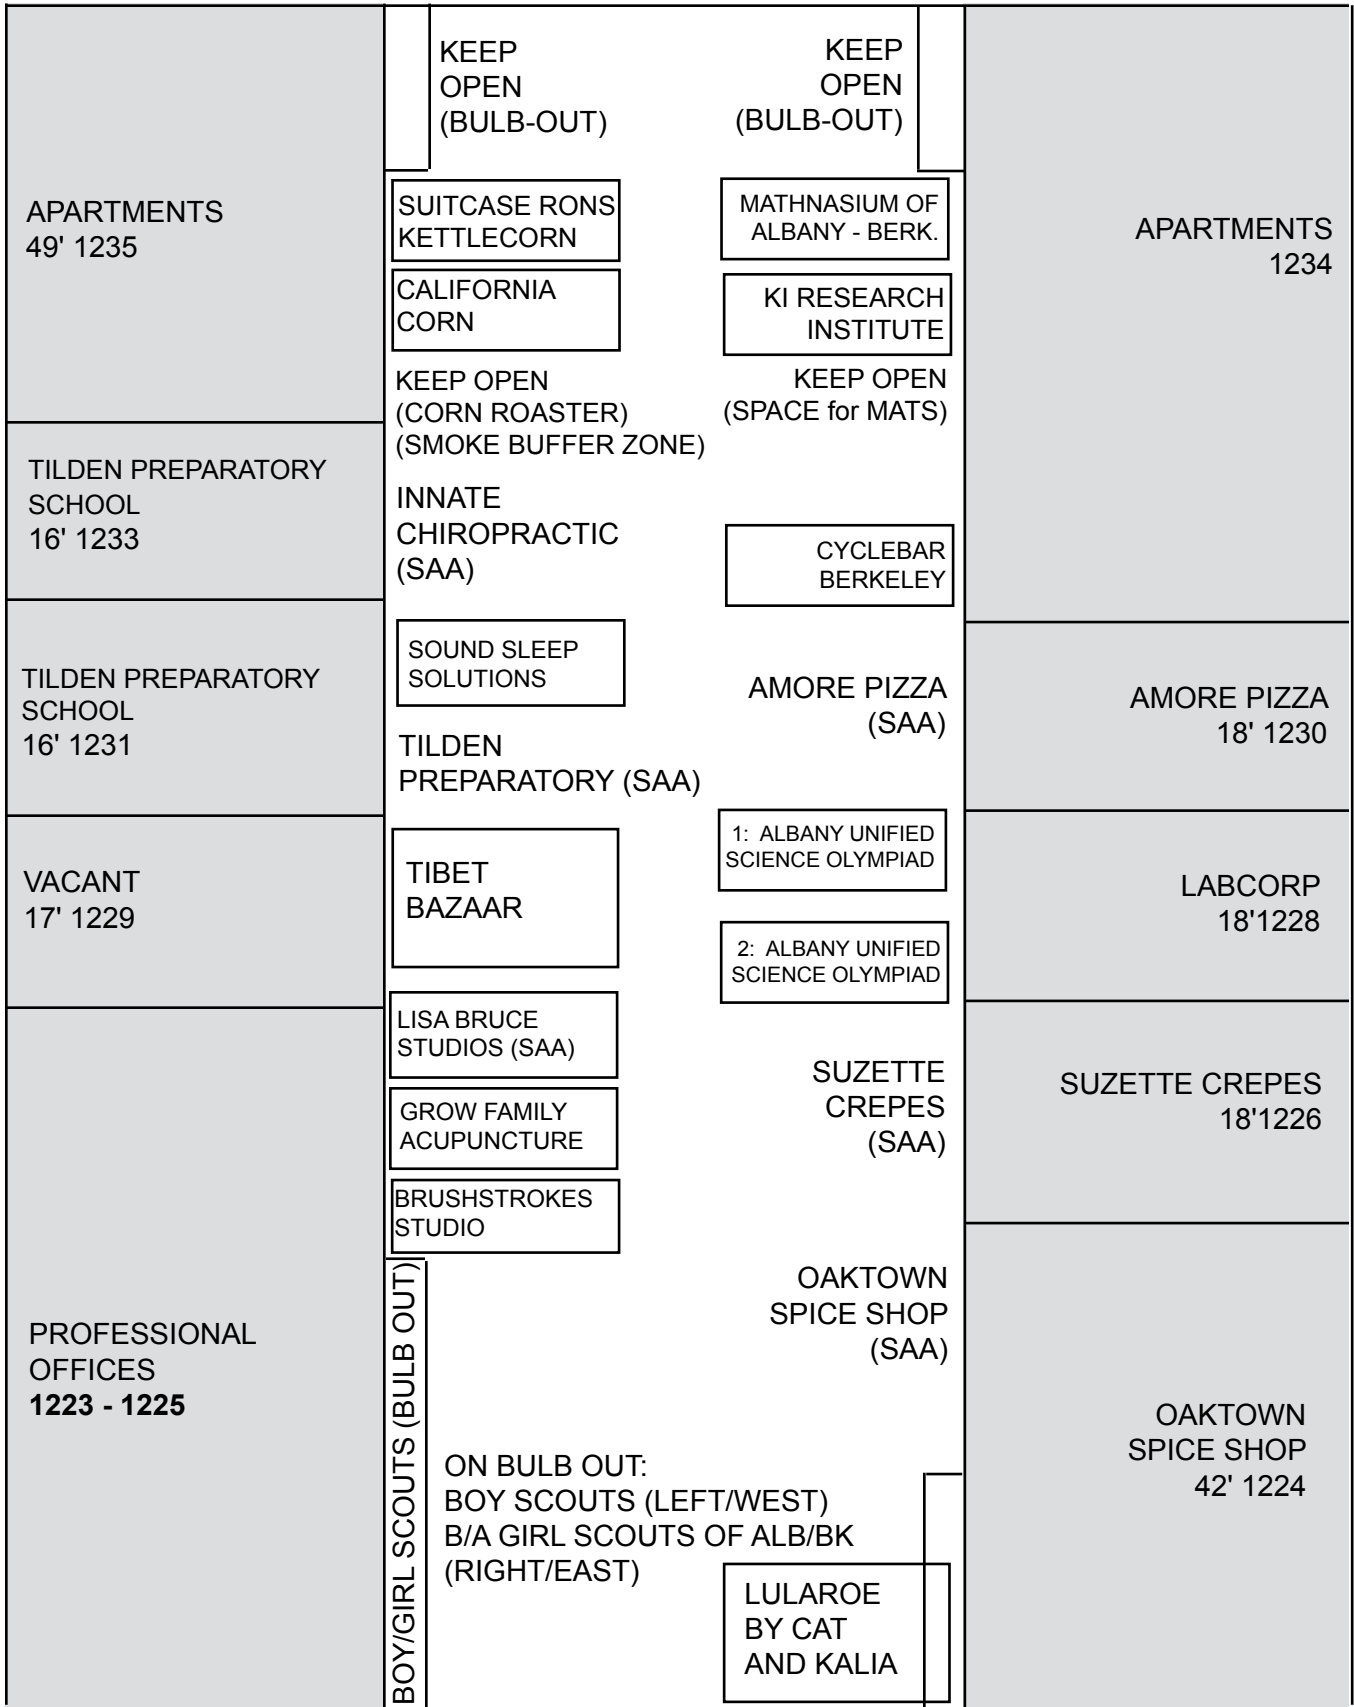 KEEP
OPEN
(BULB-OUT)
KEEP
OPEN
(BULB-OUT)
APARTMENTS
49' 1235
SUITCASE RONS
KETTLECORN
MATHNASIUM OF
ALBANY - BERK.
APARTMENTS
1234
CALIFORNIA
CORN
KI RESEARCH
INSTITUTE
KEEP OPEN
(CORN ROASTER)
(SMOKE BUFFER ZONE)
KEEP OPEN
(SPACE for MATS)
TILDEN PREPARATORY
SCHOOL
16' 1233
INNATE
CHIROPRACTIC
(SAA)
CYCLEBAR
BERKELEY
TILDEN PREPARATORY
SCHOOL
16' 1231
SOUND SLEEP
SOLUTIONS
AMORE PIZZA
(SAA)
AMORE PIZZA
18' 1230
TILDEN
PREPARATORY (SAA)
VACANT
17' 1229
TIBET
BAZAAR
1: ALBANY UNIFIED
SCIENCE OLYMPIAD
LABCORP
18'1228
2: ALBANY UNIFIED
SCIENCE OLYMPIAD
LISA BRUCE
STUDIOS (SAA)
GROW FAMILY
ACUPUNCTURE
SUZETTE
CREPES
(SAA)
SUZETTE CREPES
18'1226
BRUSHSTROKES
STUDIO
OAKTOWN
SPICE SHOP
(SAA)
PROFESSIONAL
OFFICES
1223 - 1225
BOY/GIRL SCOUTS (BULB OUT)
OAKTOWN
SPICE SHOP
42' 1224
ON BULB OUT:
BOY SCOUTS (LEFT/WEST)
B/A GIRL SCOUTS OF ALB/BK
(RIGHT/EAST)
LULAROE
BY CAT
AND KALIA